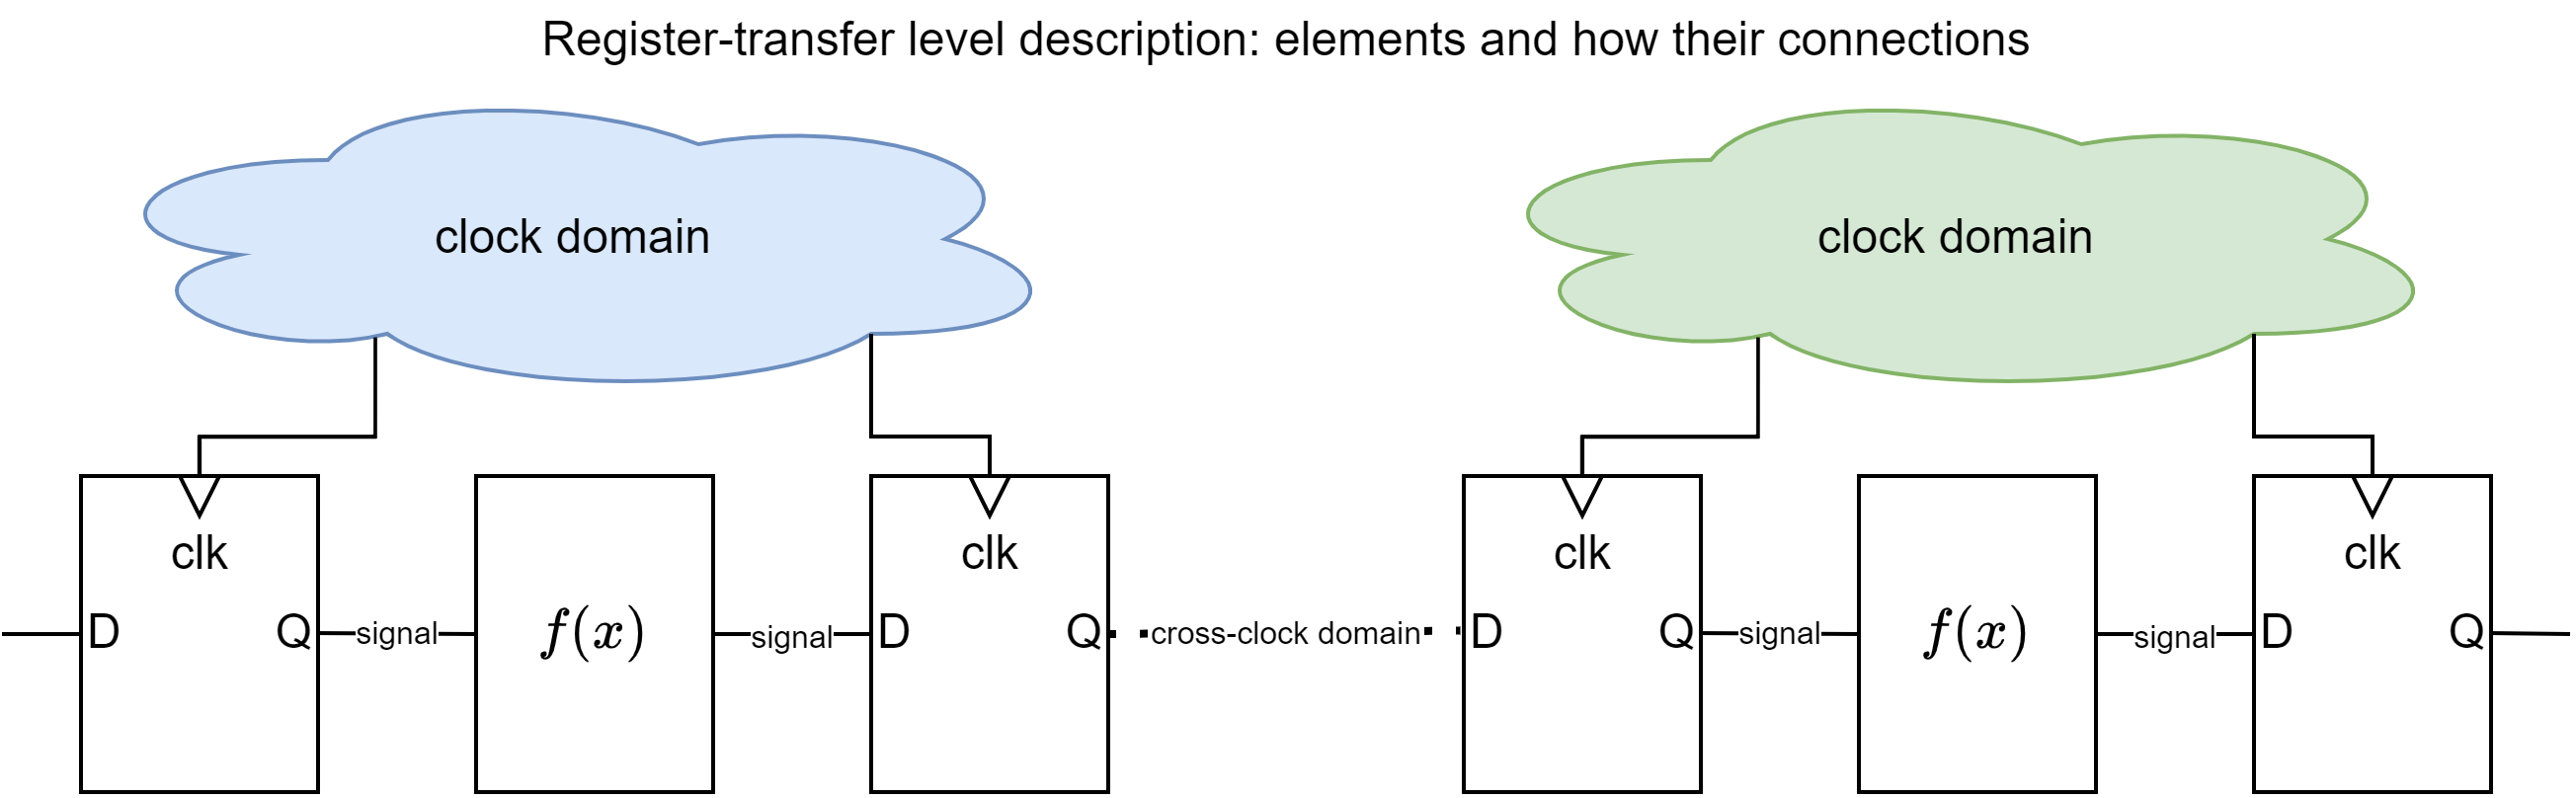 Register-transfer level description: elements and how their connections
clock domain
clock domain
clk
clk
clk
clk
D
Q
signal
f(x)
signal
D
Q
cross-clock domain
D
Q
signal
f(x)
signal
D
Q